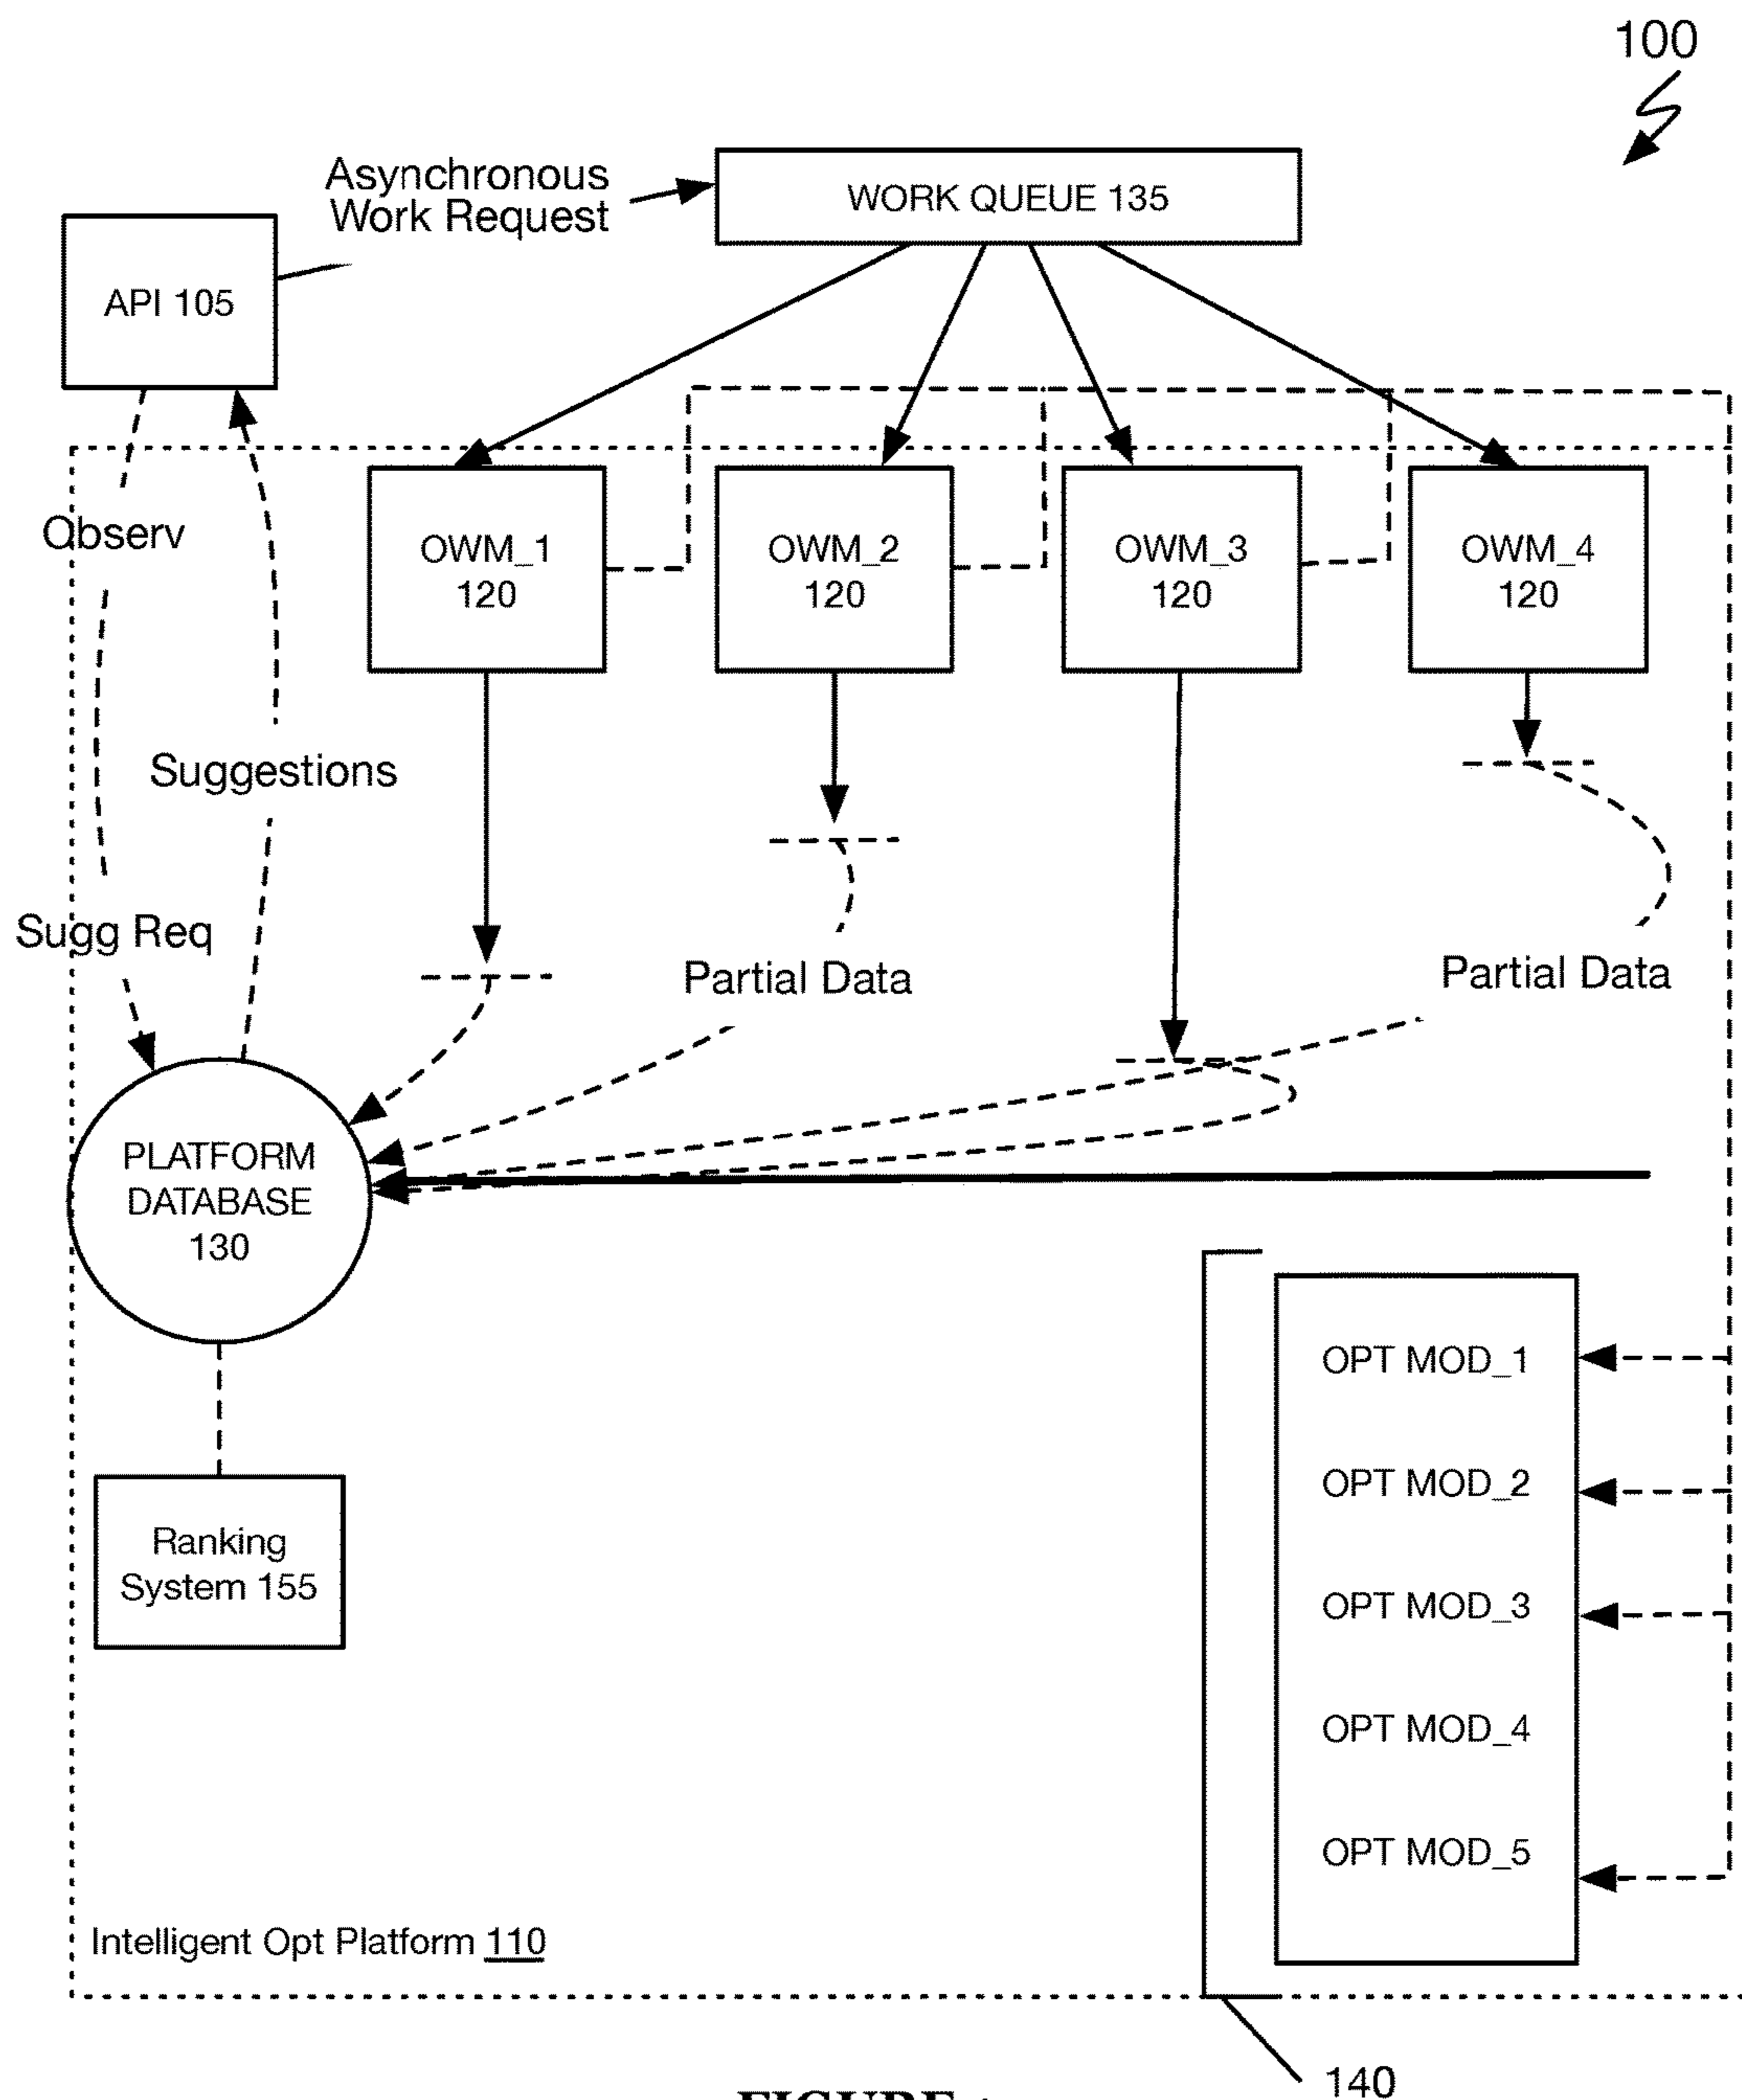 100
Asynchronous
Work Request
WORK QUEUE 135
API 105
Observ
OWM_1
120
OWM_2
120
OWM_3
120
OWM_4
120
Suggestions
Sugg Req
Partial Data
Partial Data
PLATFORM
DATABASE
130
OPT MOD_1
OPT MOD_2
OPT MOD_3
OPT MOD_4
OPT MOD_5
Ranking
System 155
Intelligent Opt Platform 110
140
FIGURE